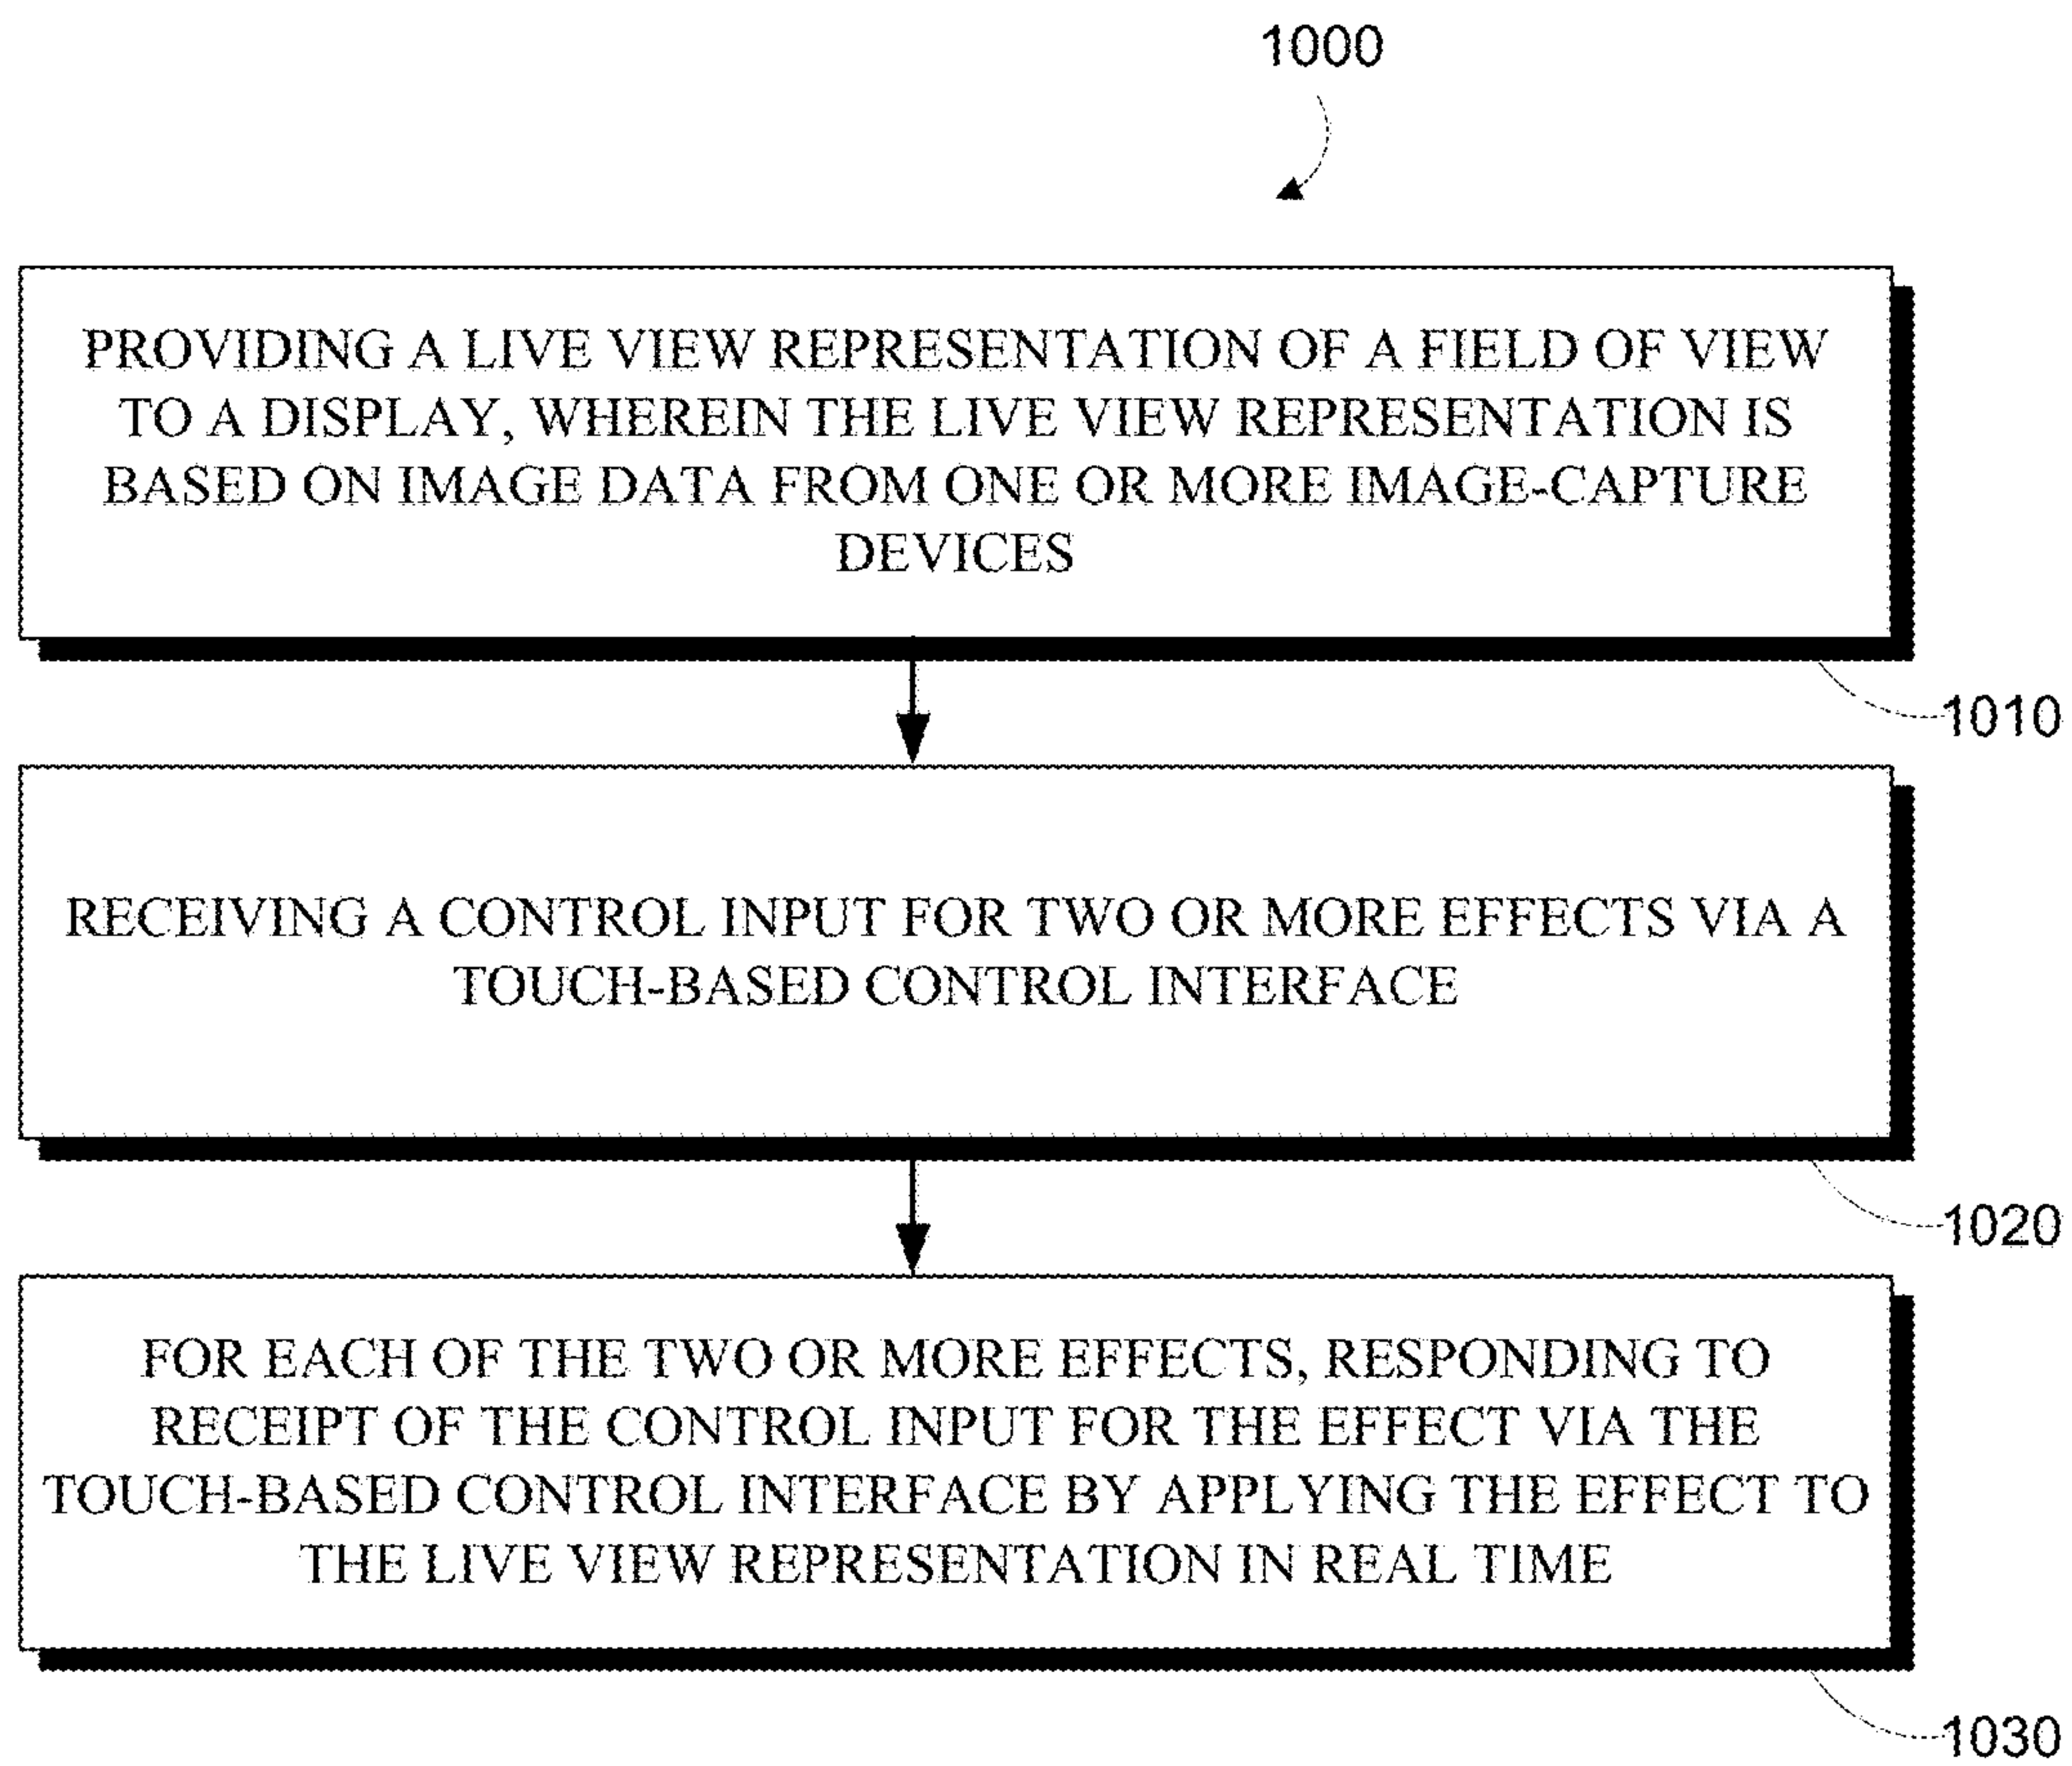 1000
PROVIDING A LIVE VIEW REPRESENTATION OF A FIELD OF VIEW
TO A DISPLAY, WHEREIN THE LIVE VIEW REPRESENTATION IS
BASED ON IMAGE DATA FROM ONE OR MORE IMAGE-CAPTURE
DEVICES
1010
RECEIVING A CONTROL INPUT FOR TWO OR MORE EFFECTS VIA A
TOUCH-BASED CONTROL INTERFACE
1020
FOR EACH OF THE TWO OR MORE EFFECTS, RESPONDING TO
RECEIPT OF THE CONTROL INPUT FOR THE EFFECT VIA THE
TOUCH-BASED CONTROL INTERFACE BY APPLYING THE EFFECT TO
THE LIVE VIEW REPRESENTATION IN REAL TIME
1030